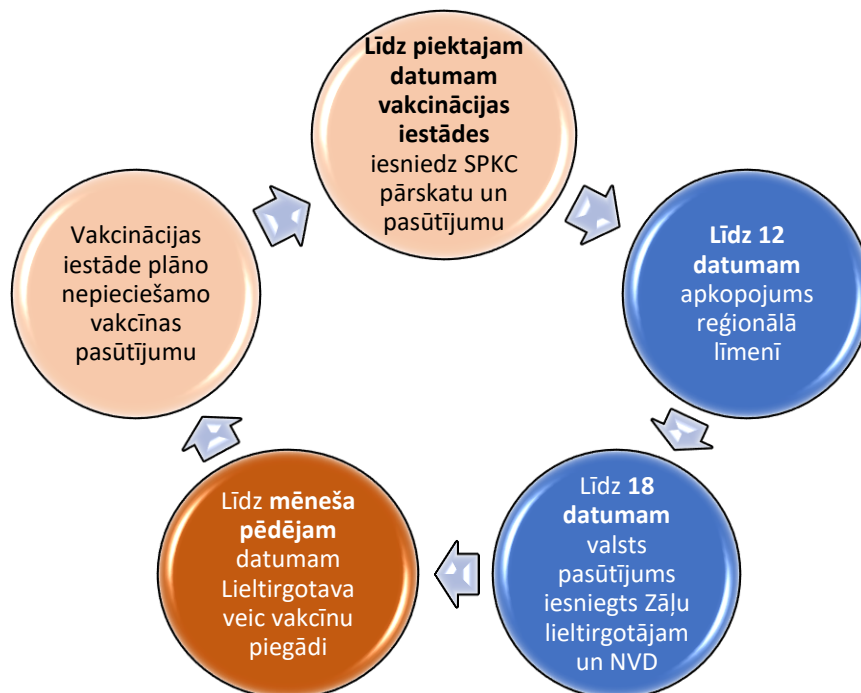 Līdz piektajam
datumam
vakcinācijas
iestādes
iesniedz SPKC
pārskatu un
pasūtījumu
Līdz 12
datumam
apkopojums
reģionālā
līmenī
Līdz 18
datumam
valsts
pasūtījums
iesniegts Zāļu
lieltirgotājam
un NVD
Līdz mēneša
pēdējam
datumam
Lieltirgotava
veic vakcīnu
piegādi
Vakcinācijas
iestāde plāno
nepieciešamo
vakcīnas
pasūtījumu